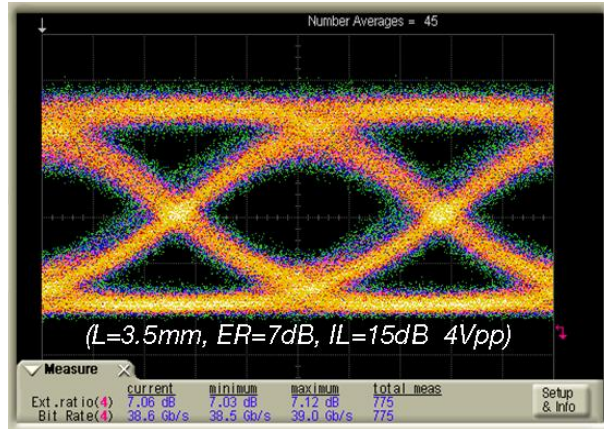 Number Averages = 45
(L=3.5mm, ER=7dB, IL=15dB 4Vpp)
Measure
current minimum maximum total meas
Ext.ratio(4) 7.06 dB 7.03 dB 7.12 dB 775
Bit Rate(4) 38.6 Gb/s 38.5 Gb/s 39.0 Gb/s 775
Setup
& Info